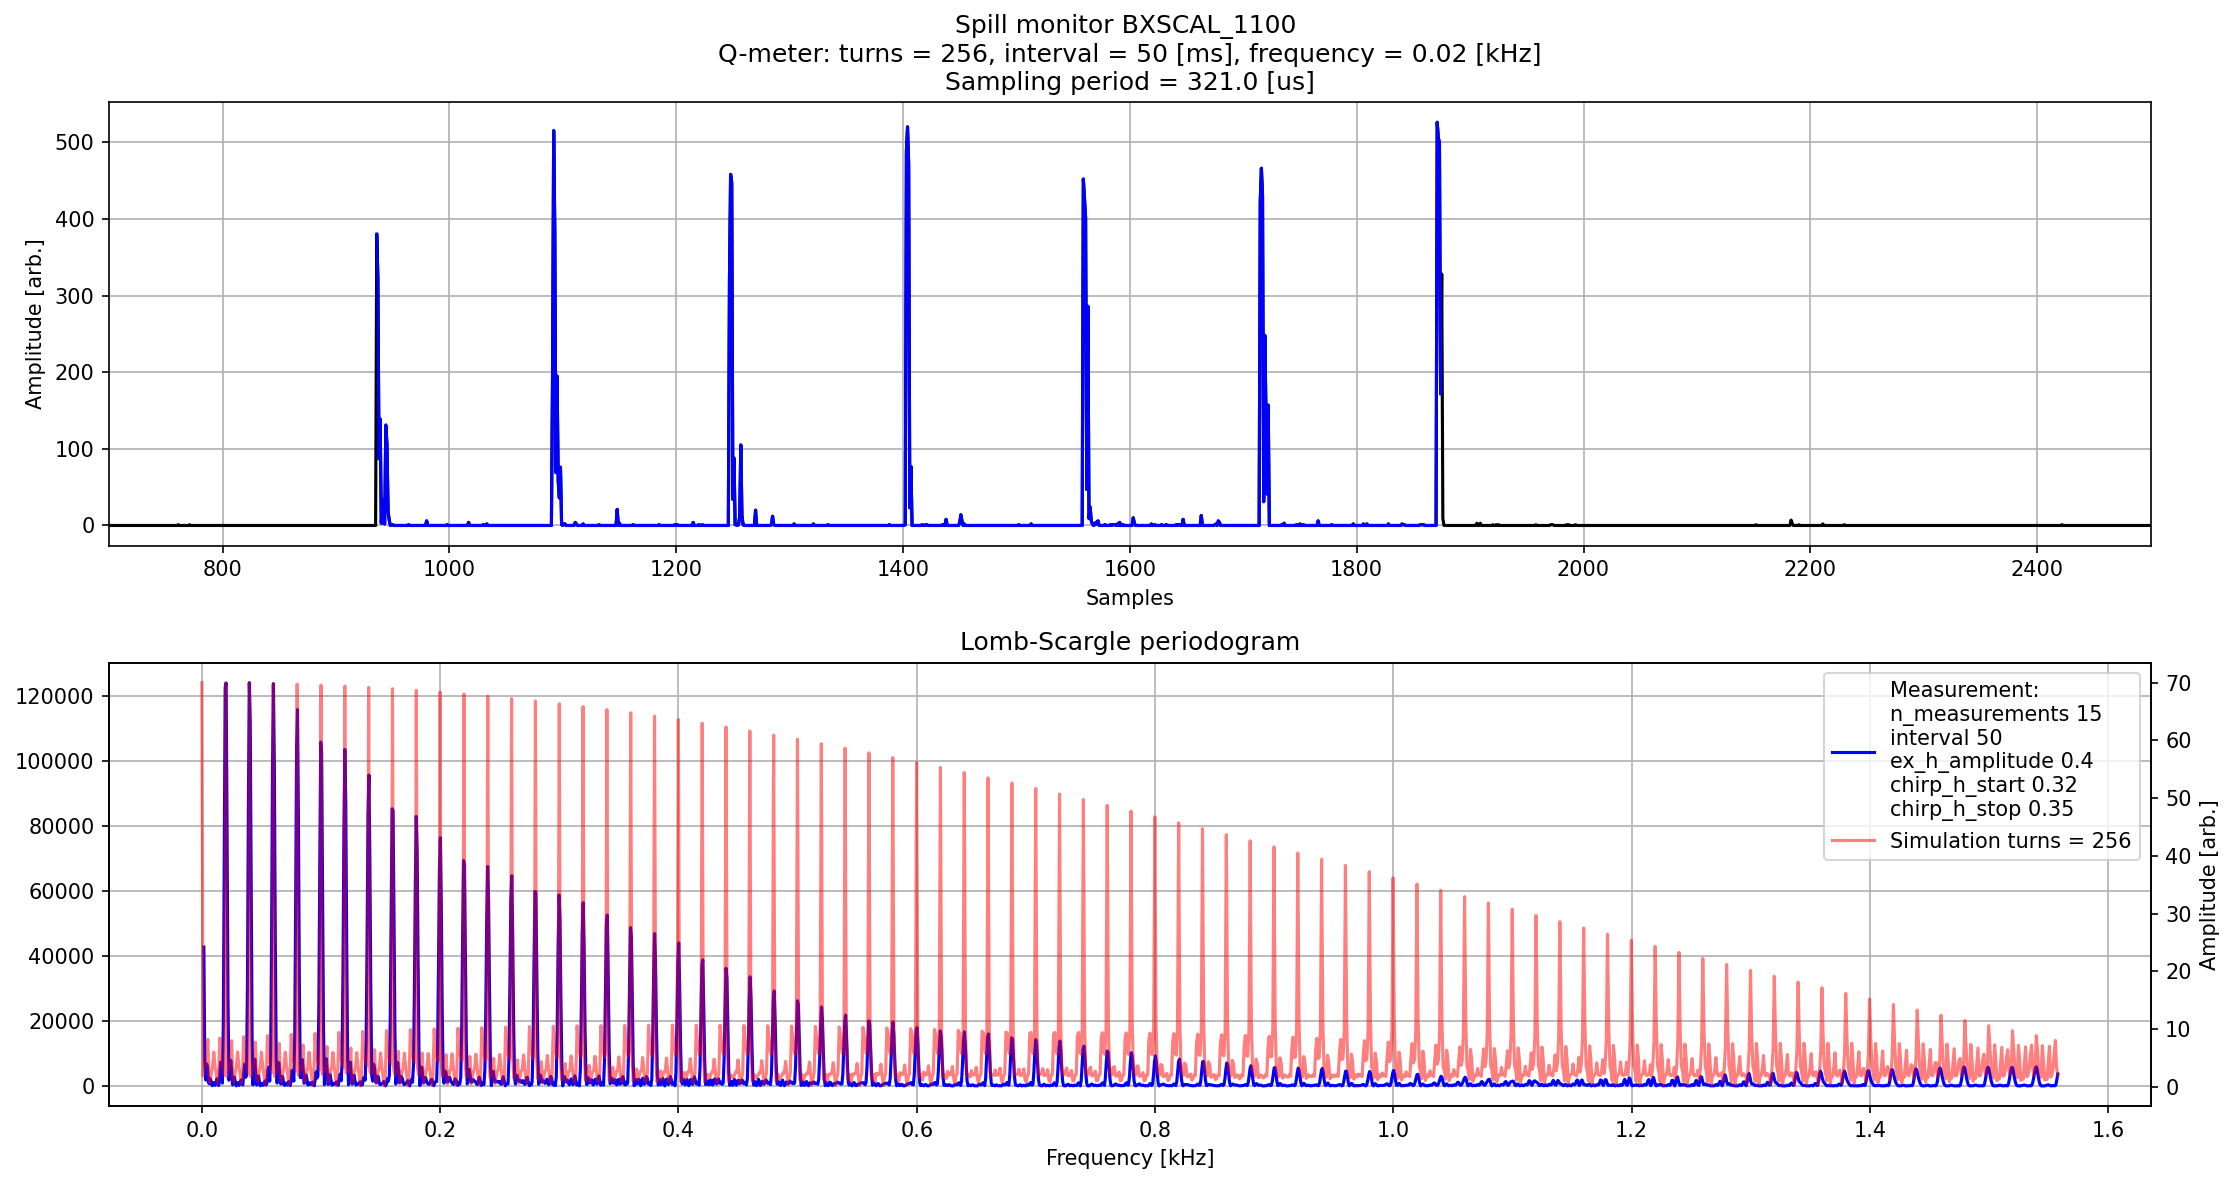 Spill monitor BXSCAL_1100
Q-meter: turns = 256, interval = 50 [ms], frequency = 0.02 [kHz]
Sampling period = 321.0 [us]
500
400
300
200
100
0
Amplitude [arb.]
800 1000 1200 1400 1600 1800 2000 2200 2400
Samples
Lomb-Scargle periodogram
120000
100000
80000
60000
40000
20000
0
70
60
50
40
30
20
10
0
Amplitude [arb.]
Measurement:
n_measurements 15
interval 50
ex_h_amplitude 0.4
chirp_h_start 0.32
chirp_h_stop 0.35
Simulation turns = 256
0.0 0.2 0.4 0.6 0.8 1.0 1.2 1.4 1.6
Frequency [kHz]